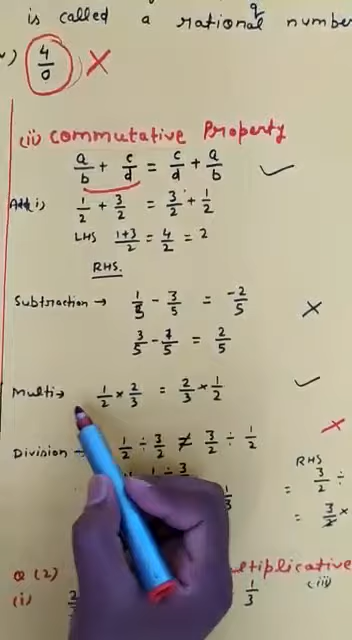 q
is called a rational number
4/0 ✗
(ii) Commutative Property
a/b + c/d = c/d + a/b ✓
i) 1/2 + 3/2 = 3/2 + 1/2
LHS 1+3/2 = 4/2 = 2
RHS.
Subtraction → 1/5 - 3/5 = -2/5 ✗
3/5 - 1/5 = 2/5
Multi → 1/2 × 2/3 = 2/3 × 1/2 ✓
✗
Division → 1/2 ÷ 3/2 ≠ 3/2 ÷ 1/2
RHS
= 3/2 ÷
= 3/2 ×
Q (2)
(i) 1/3 (iii)